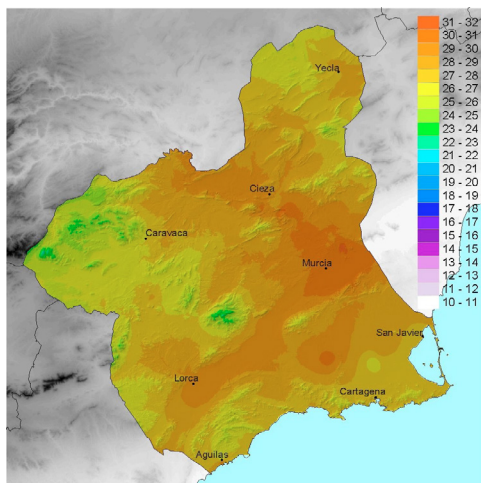 31 - 32
30 - 31
29 - 30
28 - 29
27 - 28
26 - 27
25 - 26
24 - 25
23 - 24
22 - 23
21 - 22
20 - 21
19 - 20
18 - 19
17 - 18
16 - 17
15 - 16
14 - 15
13 - 14
12 - 13
11 - 12
10 - 11
Yecla
Cieza
Caravaca
Murcia
San Javier
Lorca
Cartagena
Aguilas